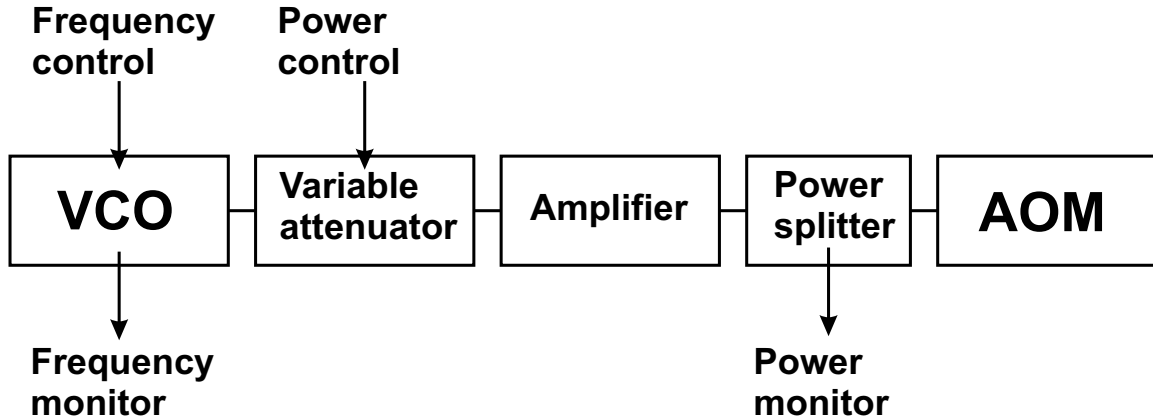 Frequency
control
Power
control
VCO
Variable
attenuator
Amplifier
Power
splitter
AOM
Frequency
monitor
Power
monitor